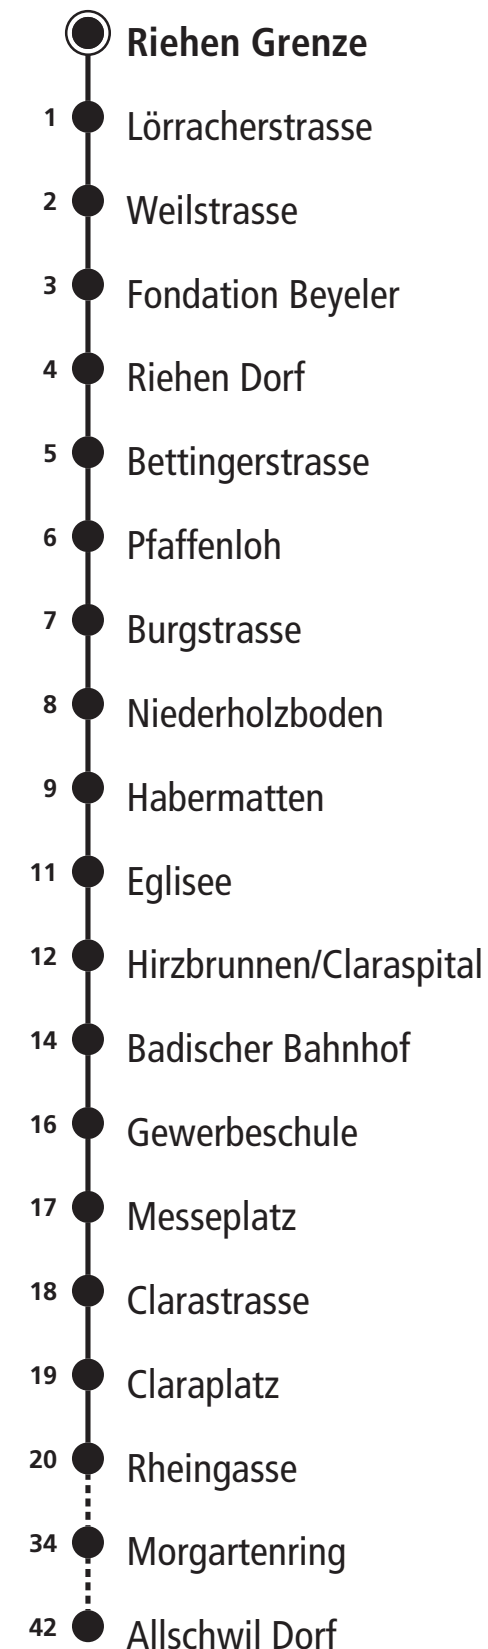 Riehen Grenze
1 Lörracherstrasse
2 Weilstrasse
3 Fondation Beyeler
4 Riehen Dorf
5 Bettingerstrasse
6 Pfaffenloh
7 Burgstrasse
8 Niederholzboden
9 Habermatten
11 Eglisee
12 Hirzbrunnen/Claraspital
14 Badischer Bahnhof
16 Gewerbeschule
17 Messeplatz
18 Clarastrasse
19 Claraplatz
20 Rheingasse
34 Morgartenring
42 Allschwil Dorf